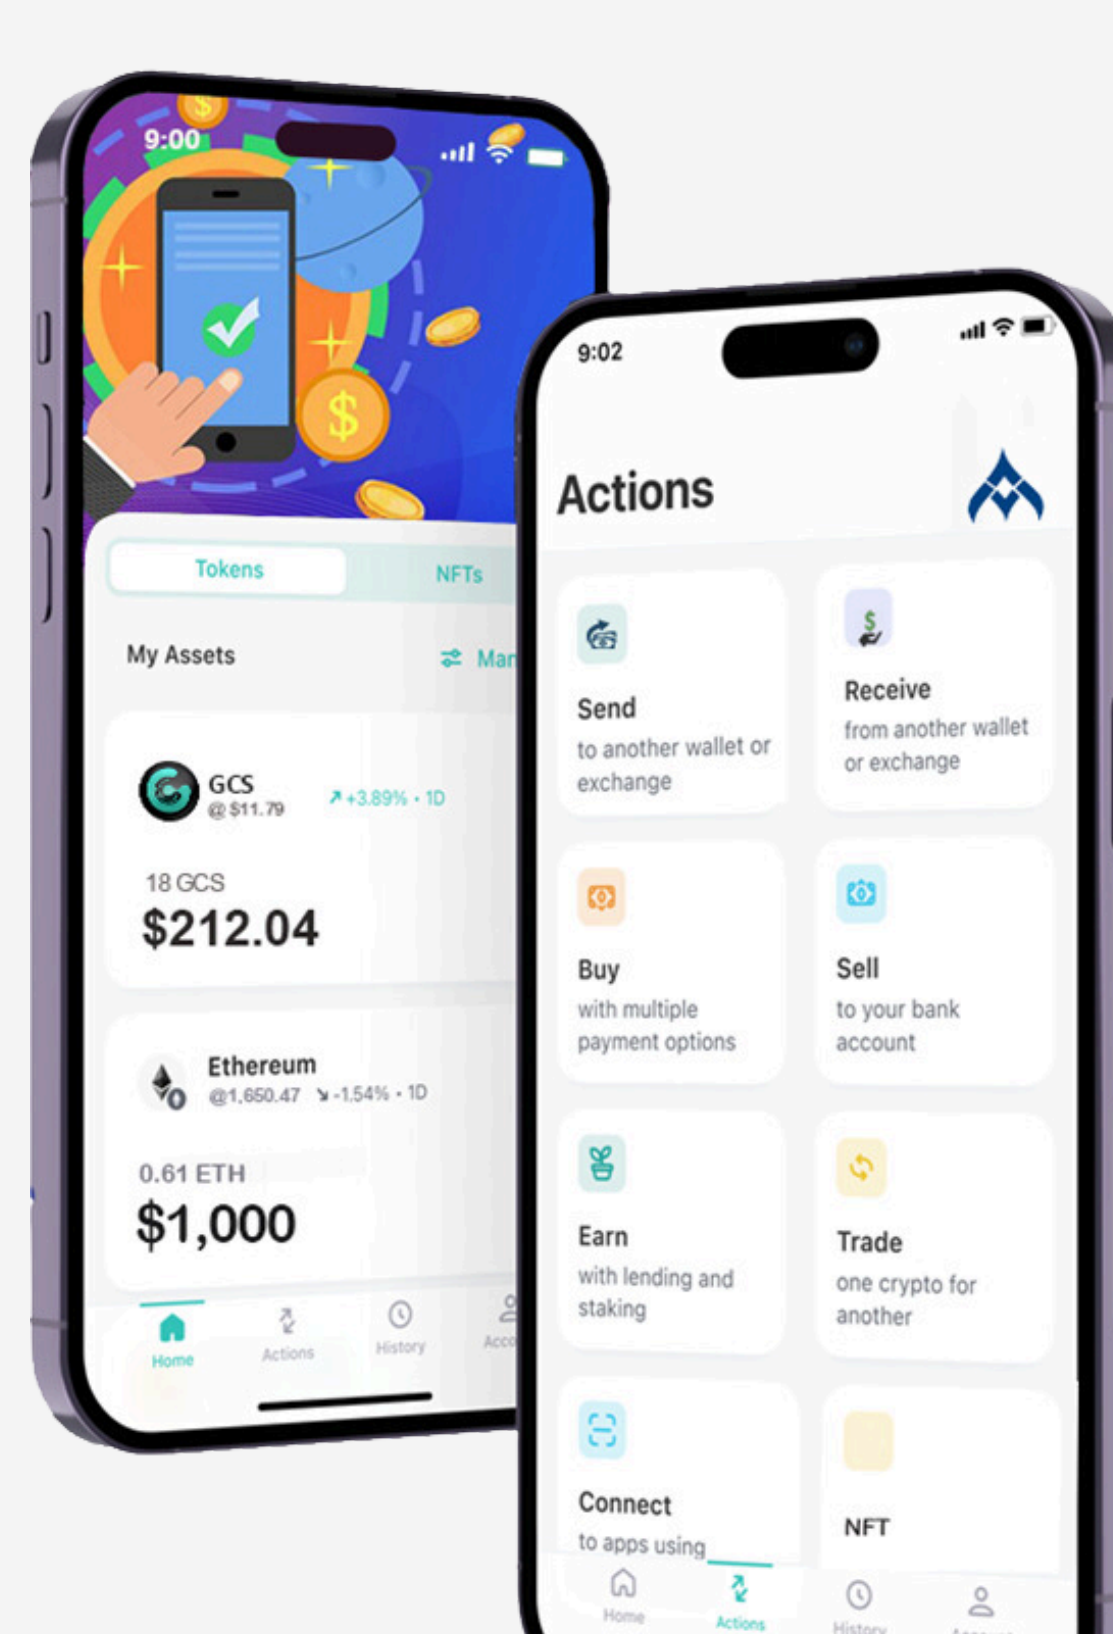 9:00
$
$
Tokens
NFTs
My Assets
GCS
@ $11.79
+3.89% • 1D
18 GCS
$212.04
Ethereum
@1,650.47
-1.54% • 1D
0.61 ETH
$1,000
Home
Actions
History
9:02
Actions
Send
to another wallet or
exchange
$
Receive
from another wallet
or exchange
Buy
with multiple
payment options
Sell
to your bank
account
Earn
with lending and
staking
Trade
one crypto for
another
Connect
to apps using
NFT
Home
Actions
History